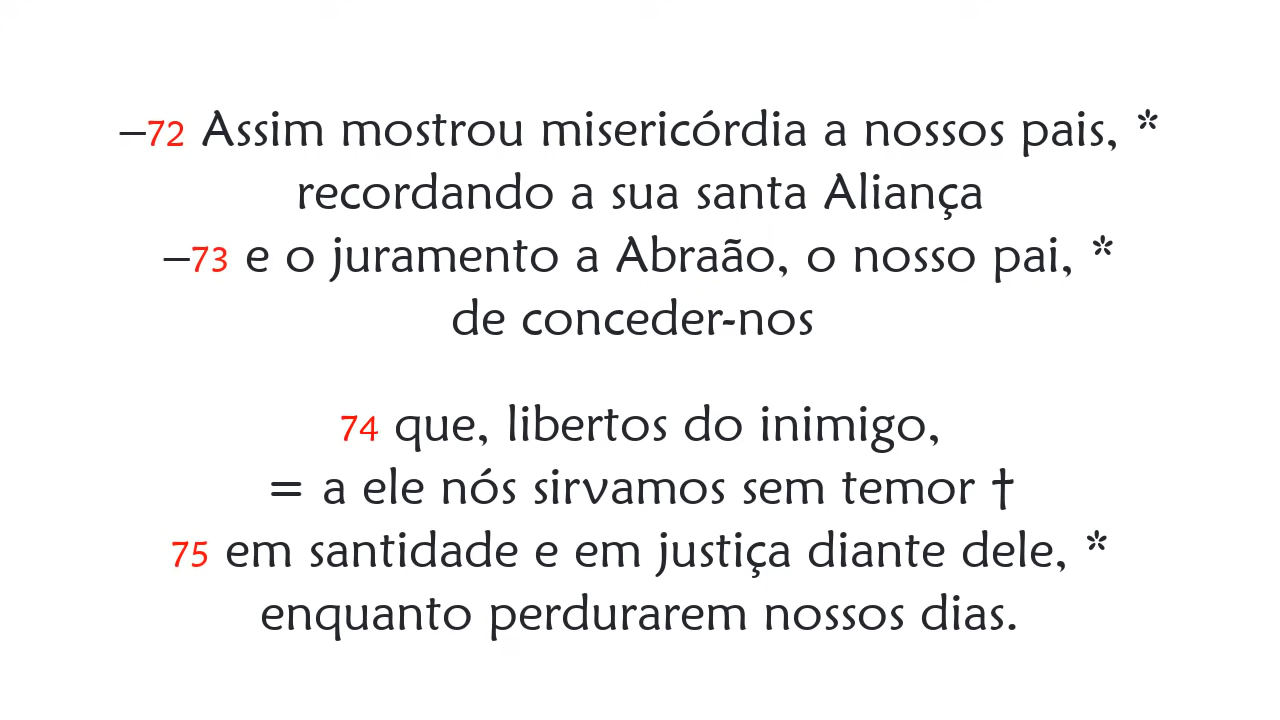 –72 Assim mostrou misericórdia a nossos pais, *
recordando a sua santa Aliança
–73 e o juramento a Abraão, o nosso pai, *
de conceder-nos
74 que, libertos do inimigo,
= a ele nós sirvamos sem temor †
75 em santidade e em justiça diante dele, *
enquanto perdurarem nossos dias.